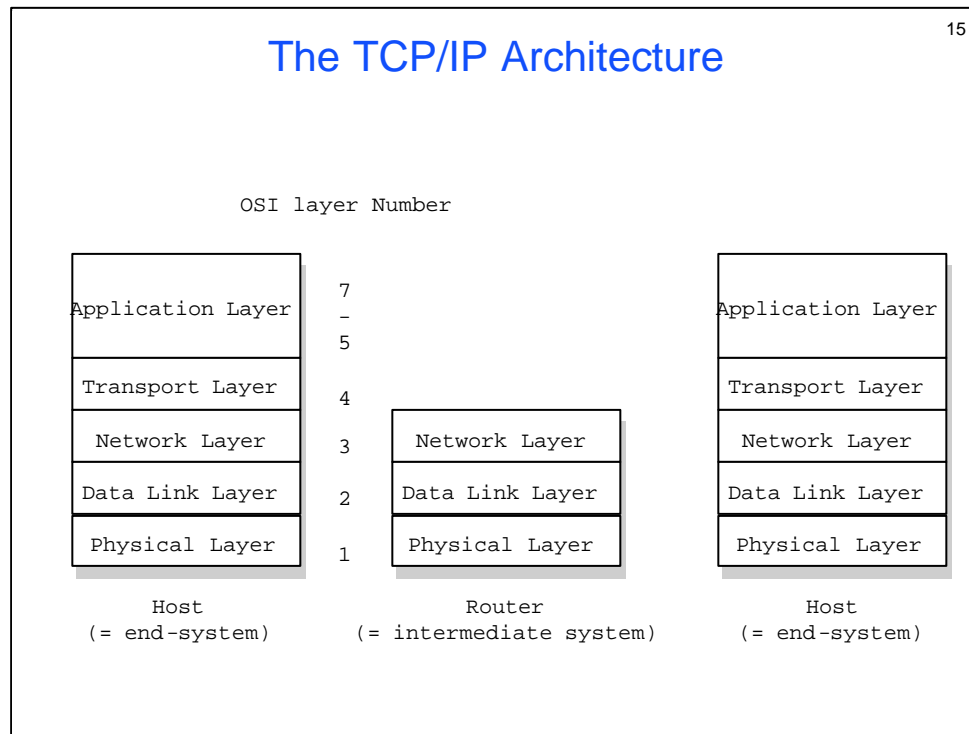 15
The TCP/IP Architecture
OSI layer Number
Application Layer
Transport Layer
Network Layer
Data Link Layer
Physical Layer
Host
(= end-system)
7
-
5
4
3
2
1
Network Layer
Data Link Layer
Physical Layer
Router
(= intermediate system)
Application Layer
Transport Layer
Network Layer
Data Link Layer
Physical Layer
Host
(= end-system)